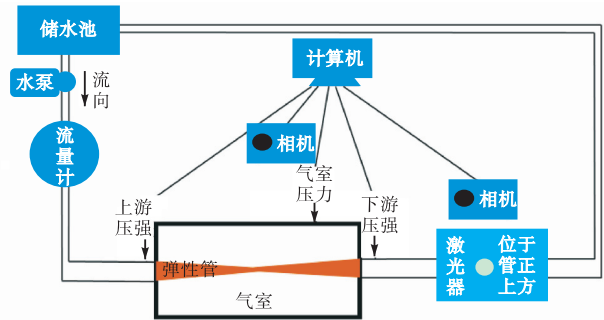 储水池
水泵
流向
流量计
计算机
相机
气室
压力
上游
压强
下游
压强
相机
弹性管
气室
激光器
位于
管正
上方